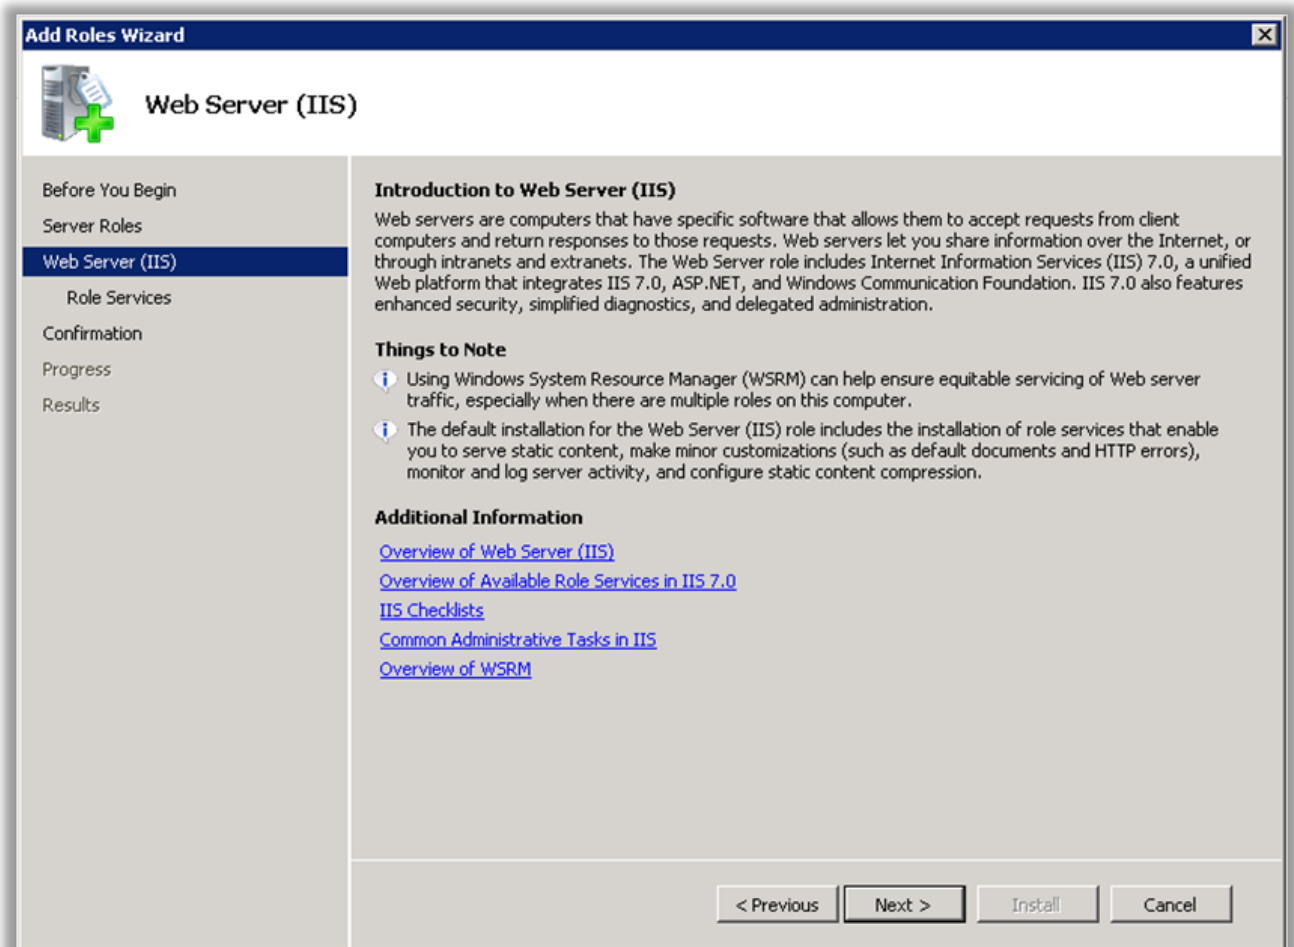 Add Roles Wizard
Web Server (IIS)
Before You Begin
Server Roles
Web Server (IIS)
Role Services
Confirmation
Progress
Results
Introduction to Web Server (IIS)
Web servers are computers that have specific software that allows them to accept requests from client
computers and return responses to those requests. Web servers let you share information over the Internet, or
through intranets and extranets. The Web Server role includes Internet Information Services (IIS) 7.0, a unified
Web platform that integrates IIS 7.0, ASP.NET, and Windows Communication Foundation. IIS 7.0 also features
enhanced security, simplified diagnostics, and delegated administration.
Things to Note
Using Windows System Resource Manager (WSRM) can help ensure equitable servicing of Web server
traffic, especially when there are multiple roles on this computer.
The default installation for the Web Server (IIS) role includes the installation of role services that enable
you to serve static content, make minor customizations (such as default documents and HTTP errors),
monitor and log server activity, and configure static content compression.
Additional Information
Overview of Web Server (IIS)
Overview of Available Role Services in IIS 7.0
IIS Checklists
Common Administrative Tasks in IIS
Overview of WSRM
< Previous
Next >
Install
Cancel